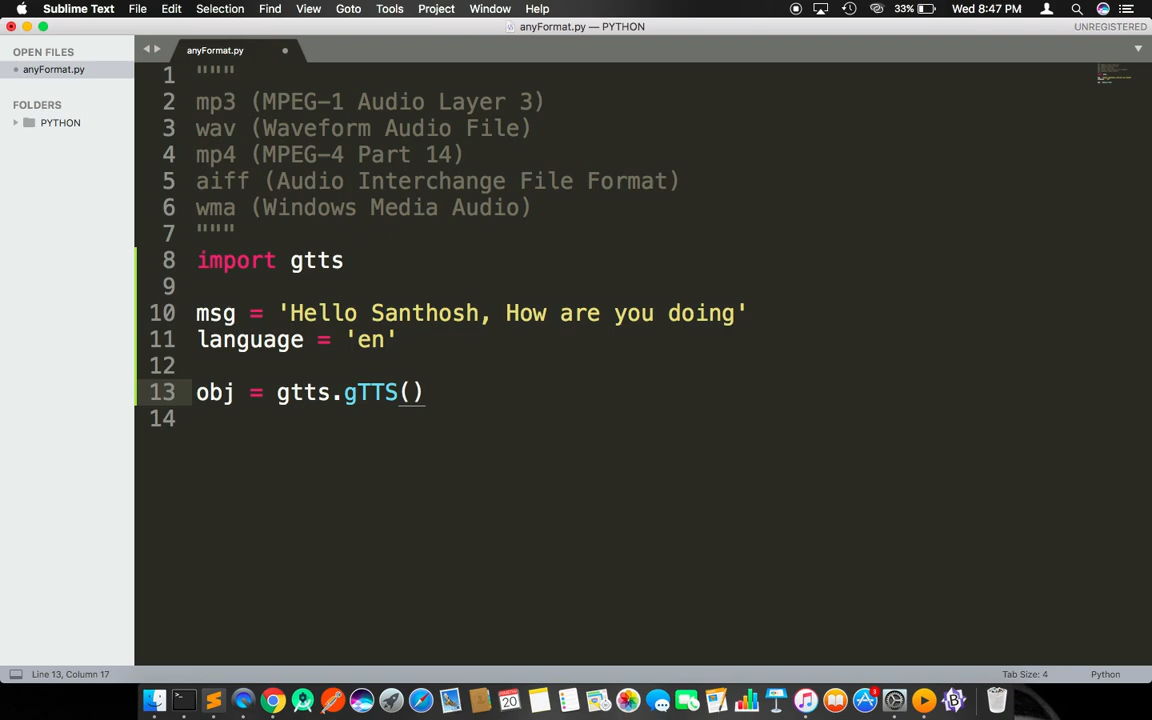 Sublime Text File Edit Selection Find View Goto Tools Project Window Help 33% Wed 8:47 PM
anyFormat.py — PYTHON UNREGISTERED
OPEN FILES
anyFormat.py
FOLDERS
PYTHON
anyFormat.py
1 """
2 mp3 (MPEG-1 Audio Layer 3)
3 wav (Waveform Audio File)
4 mp4 (MPEG-4 Part 14)
5 aiff (Audio Interchange File Format)
6 wma (Windows Media Audio)
7 """
8 import gtts
9
10 msg = 'Hello Santhosh, How are you doing'
11 language = 'en'
12
13 obj = gtts.gTTS()
14
Line 13, Column 17 Tab Size: 4 Python
20
3